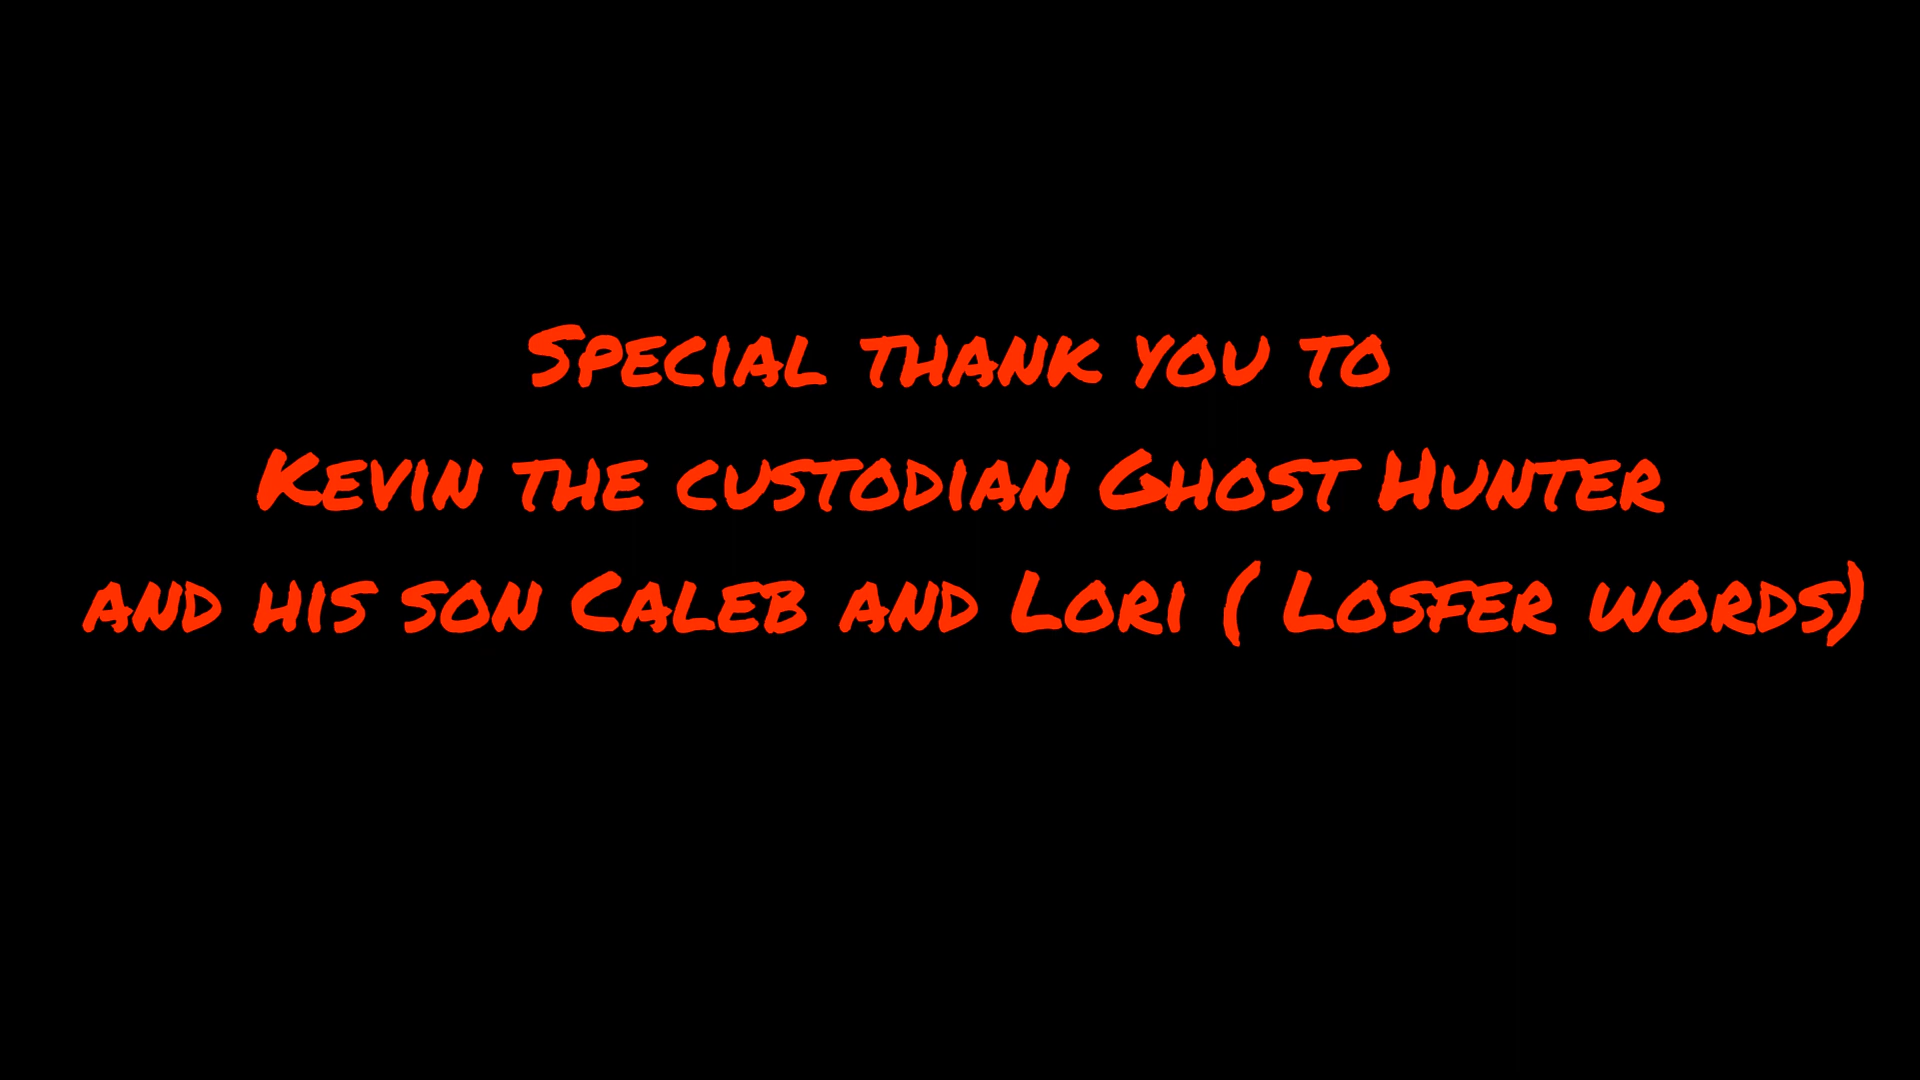 Special thank you to
Kevin the custodian Ghost Hunter
and his son Caleb and Lori ( Losfer words)